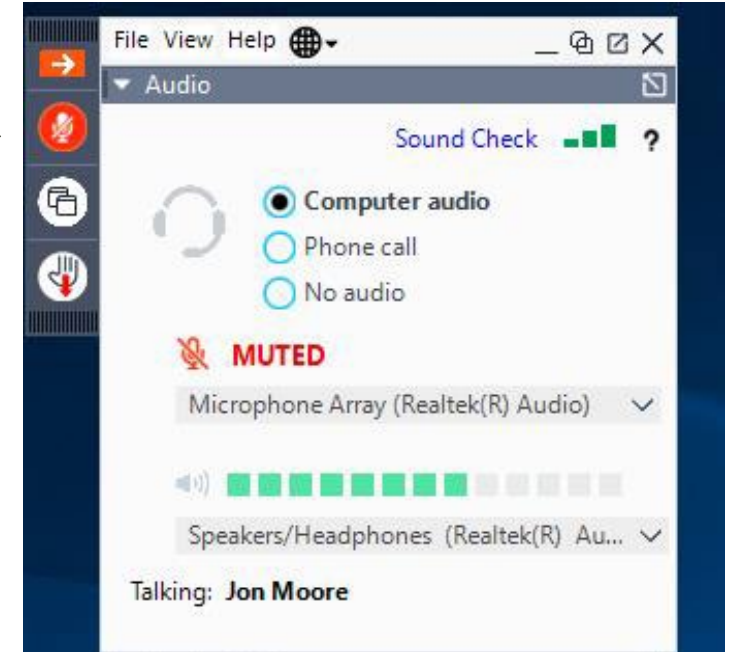 File View Help
Audio
Sound Check ?
Computer audio
Phone call
No audio
MUTED
Microphone Array (Realtek(R) Audio)
Speakers/Headphones (Realtek(R) Au...
Talking: Jon Moore